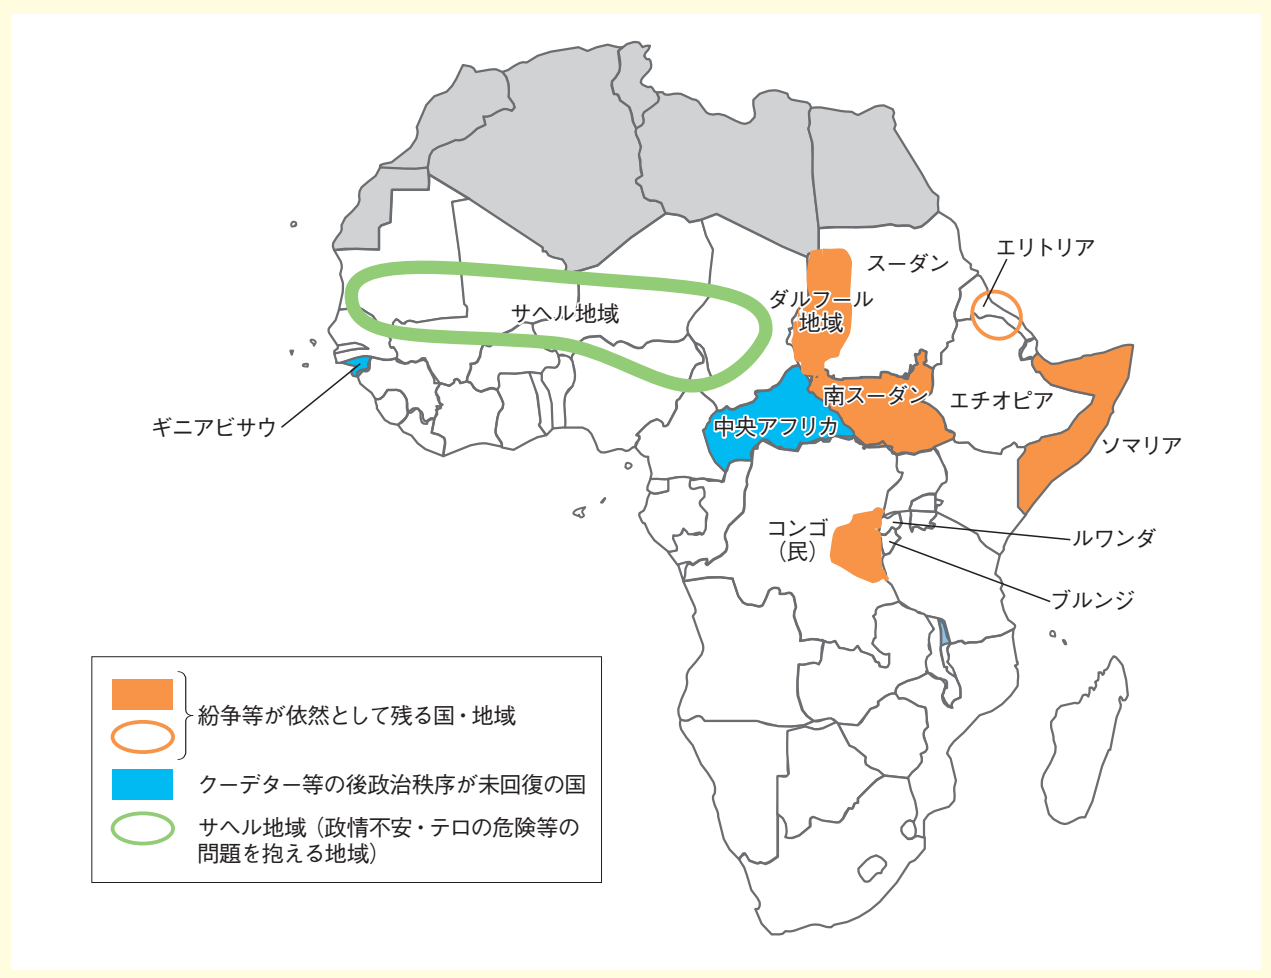 スーダン
エリトリア
ダルフール
地域
サヘル地域
南スーダン
エチオピア
ギニアビサウ
中央アフリカ
ソマリア
コンゴ
（民）
ルワンダ
ブルンジ
紛争等が依然として残る国・地域
クーデター等の後政治秩序が未回復の国
サヘル地域（政情不安・テロの危険等の
問題を抱える地域）